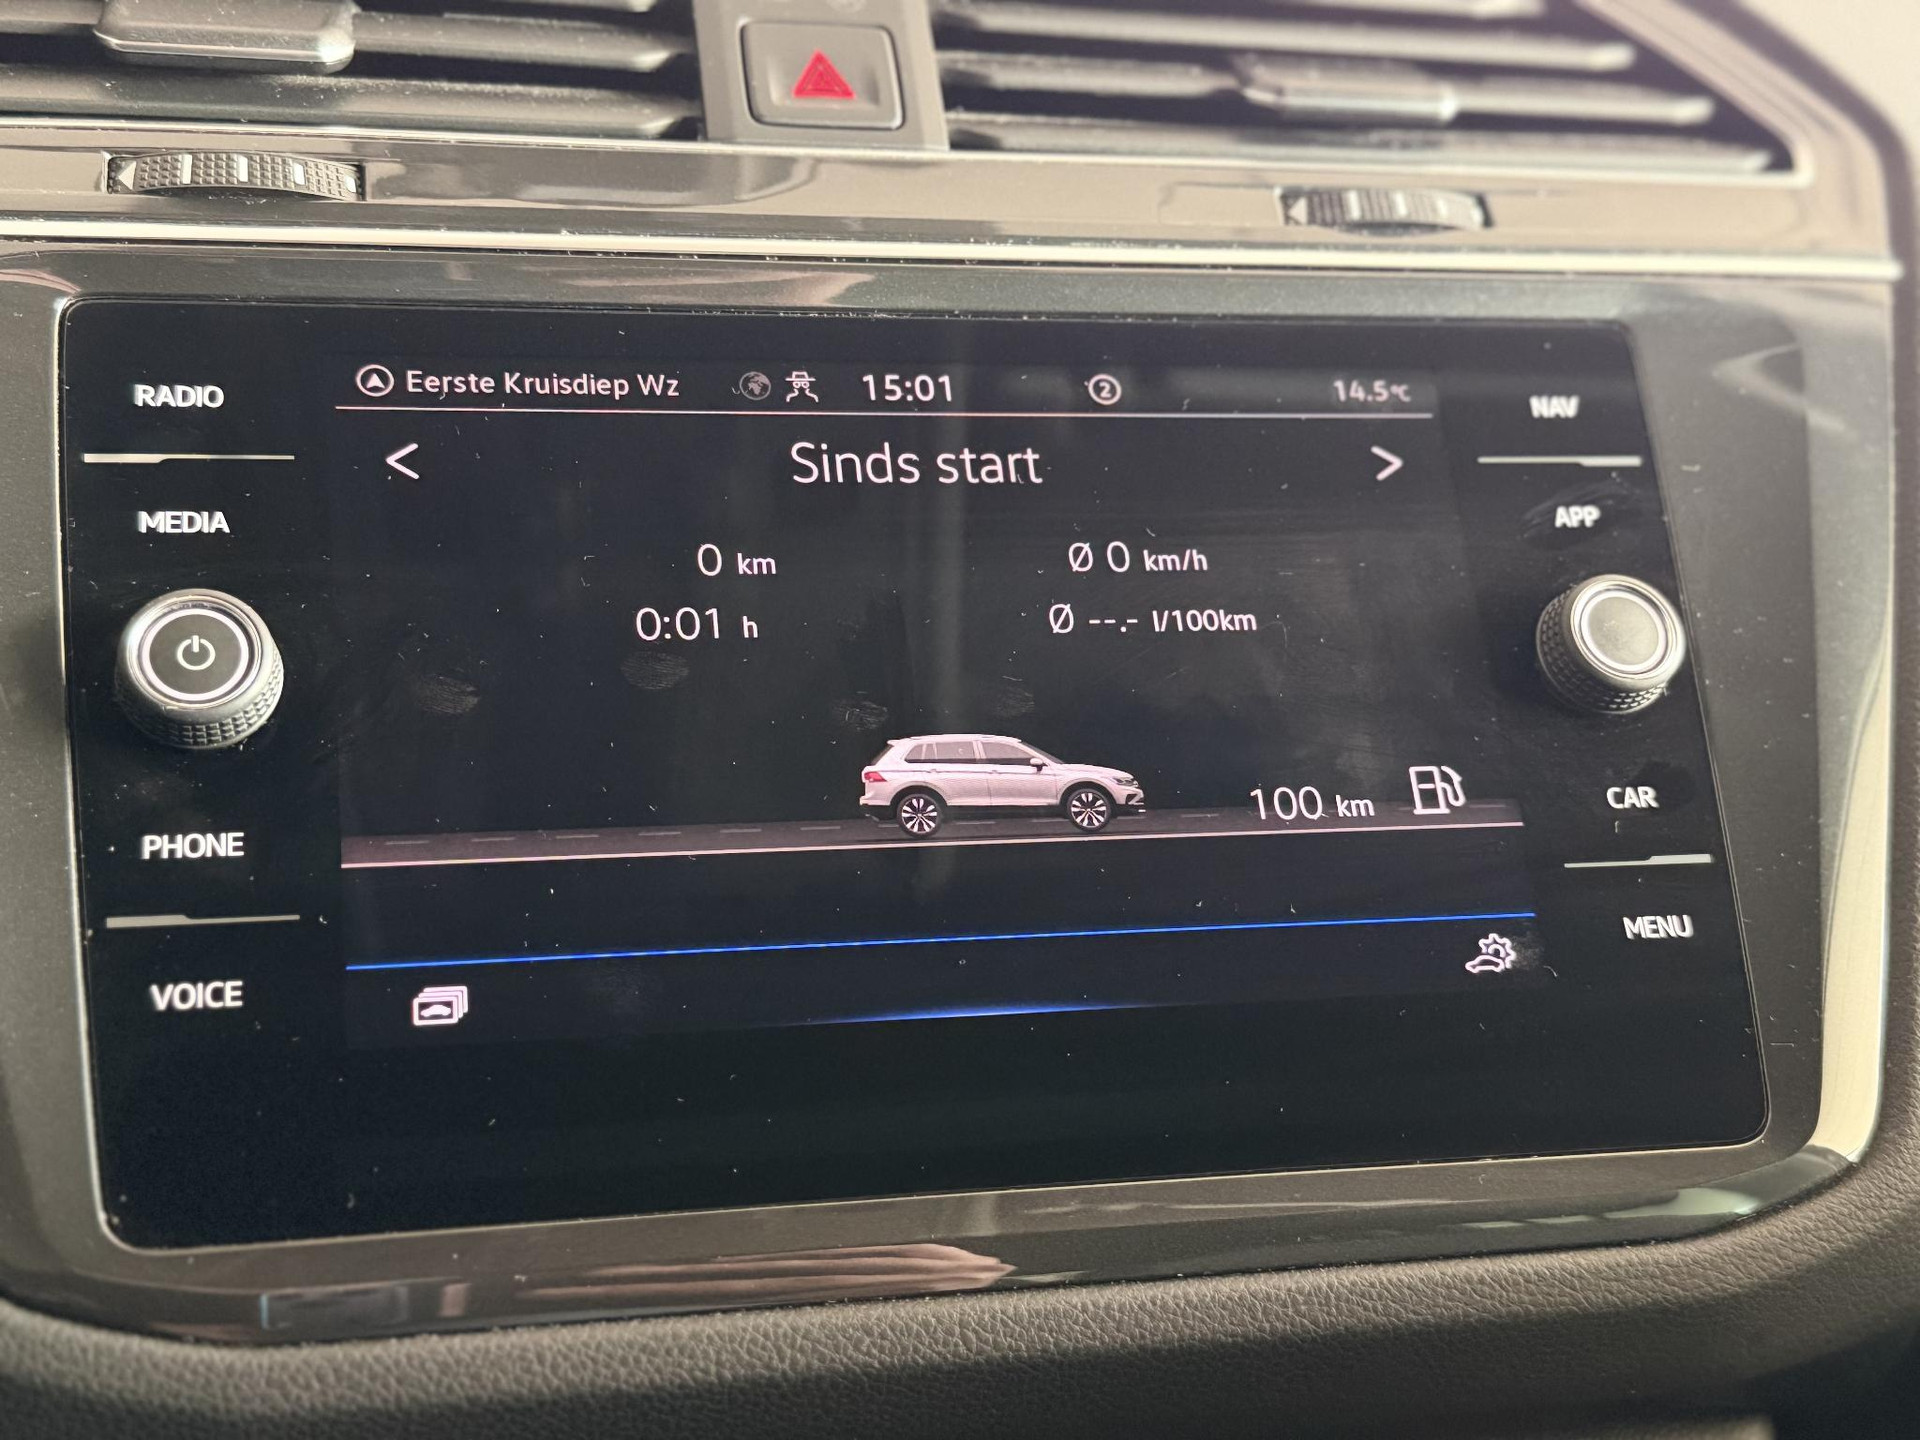 RADIO
MEDIA
PHONE
VOICE
Eerste Kruisdiep Wz 15:01 2 14.5°C
< Sinds start >
0 km Ø 0 km/h
0:01 h Ø --.- l/100km
100 km
NAV
APP
CAR
MENU